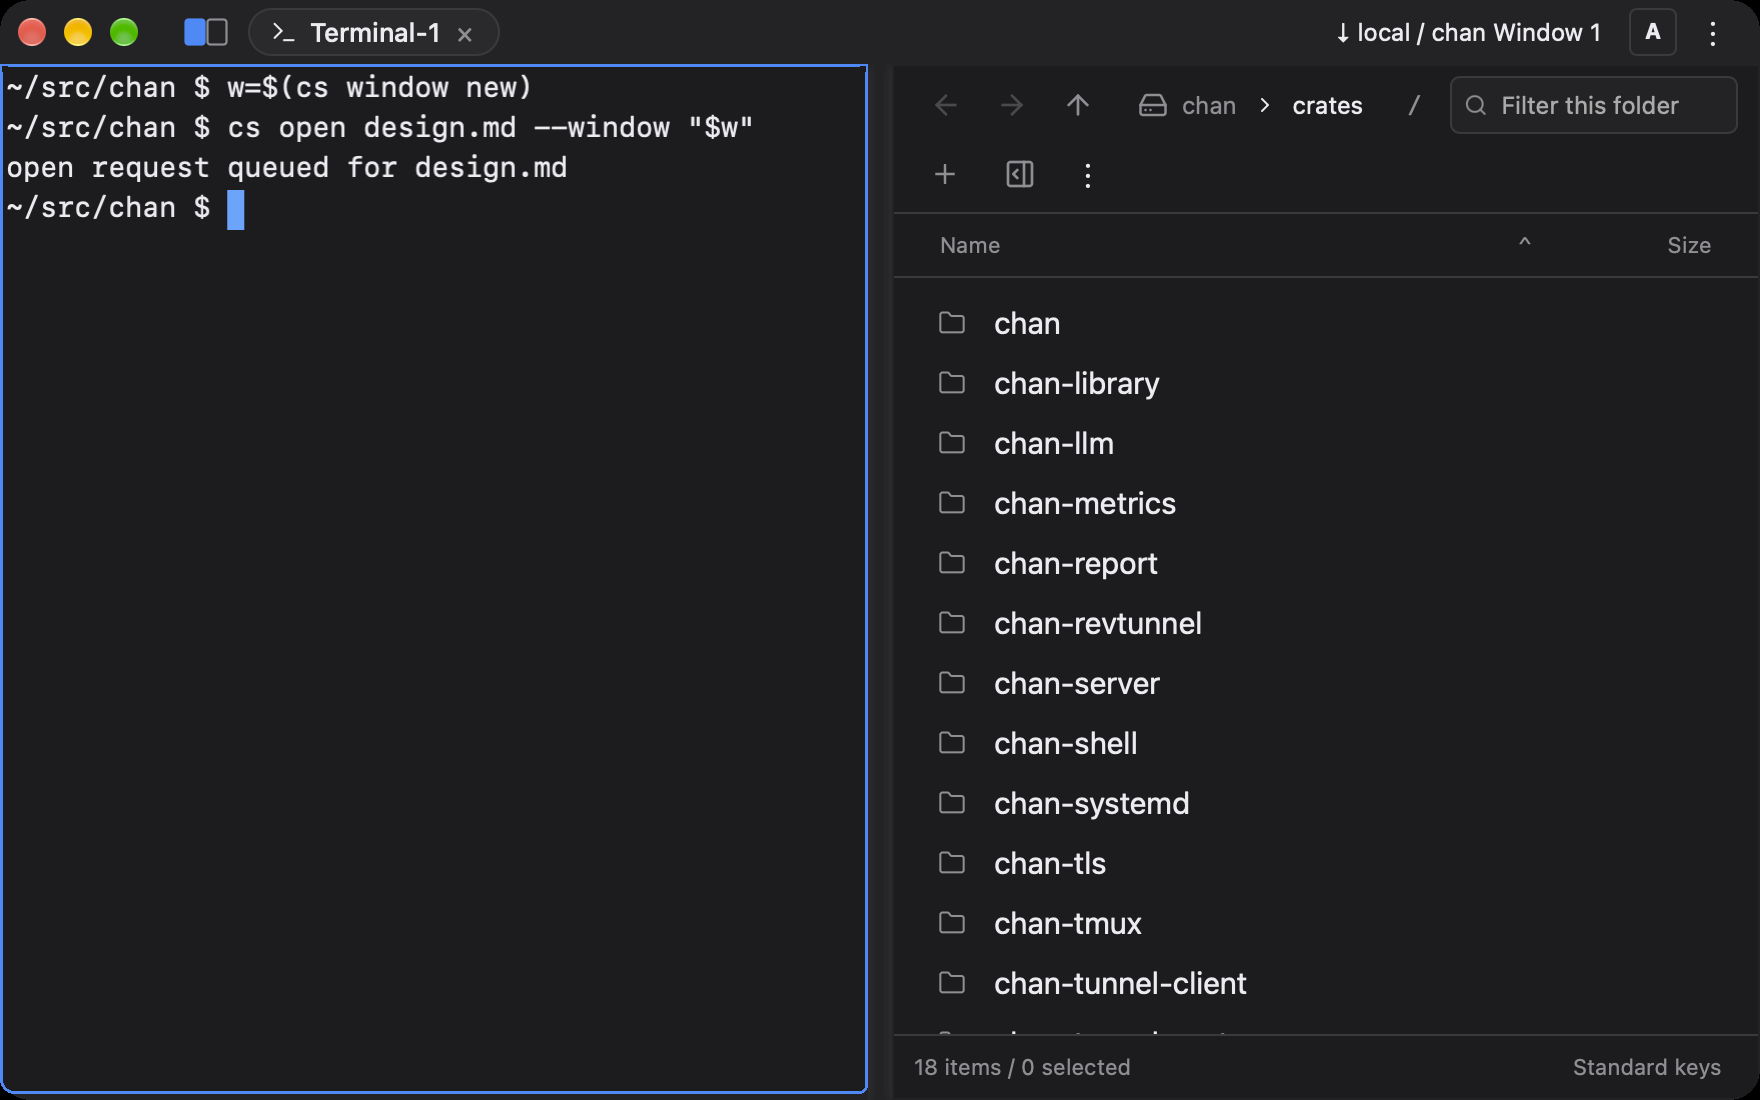 Terminal-1
↓ local / chan Window 1
A
~/src/chan $ w=$(cs window new)
~/src/chan $ cs open design.md --window "$w"
open request queued for design.md
~/src/chan $
chan > crates /
Filter this folder
Name ^ Size
chan
chan-library
chan-llm
chan-metrics
chan-report
chan-revtunnel
chan-server
chan-shell
chan-systemd
chan-tls
chan-tmux
chan-tunnel-client
18 items / 0 selected
Standard keys